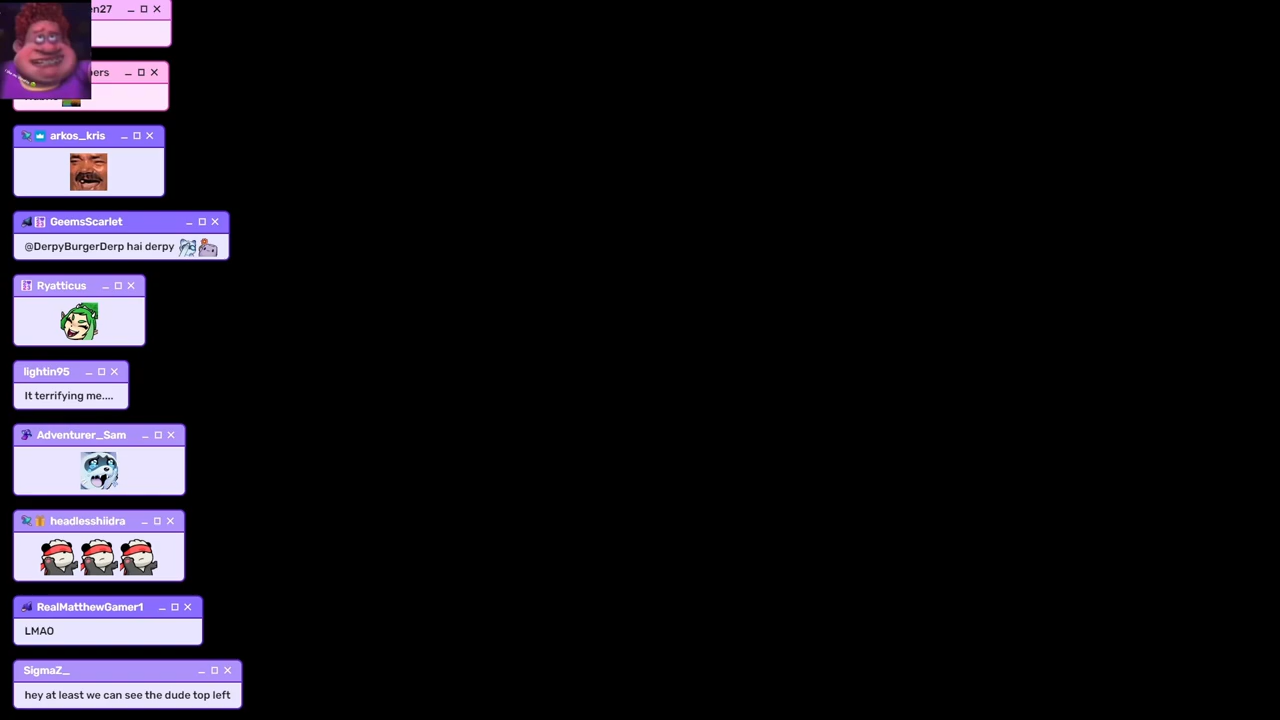 en27
bers
arkos_kris
GeemsScarlet
@DerpyBurgerDerp hai derpy
Ryatticus
lightin95
It terrifying me....
Adventurer_Sam
headlesshiidra
RealMatthewGamer1
LMAO
SigmaZ_
hey at least we can see the dude top left